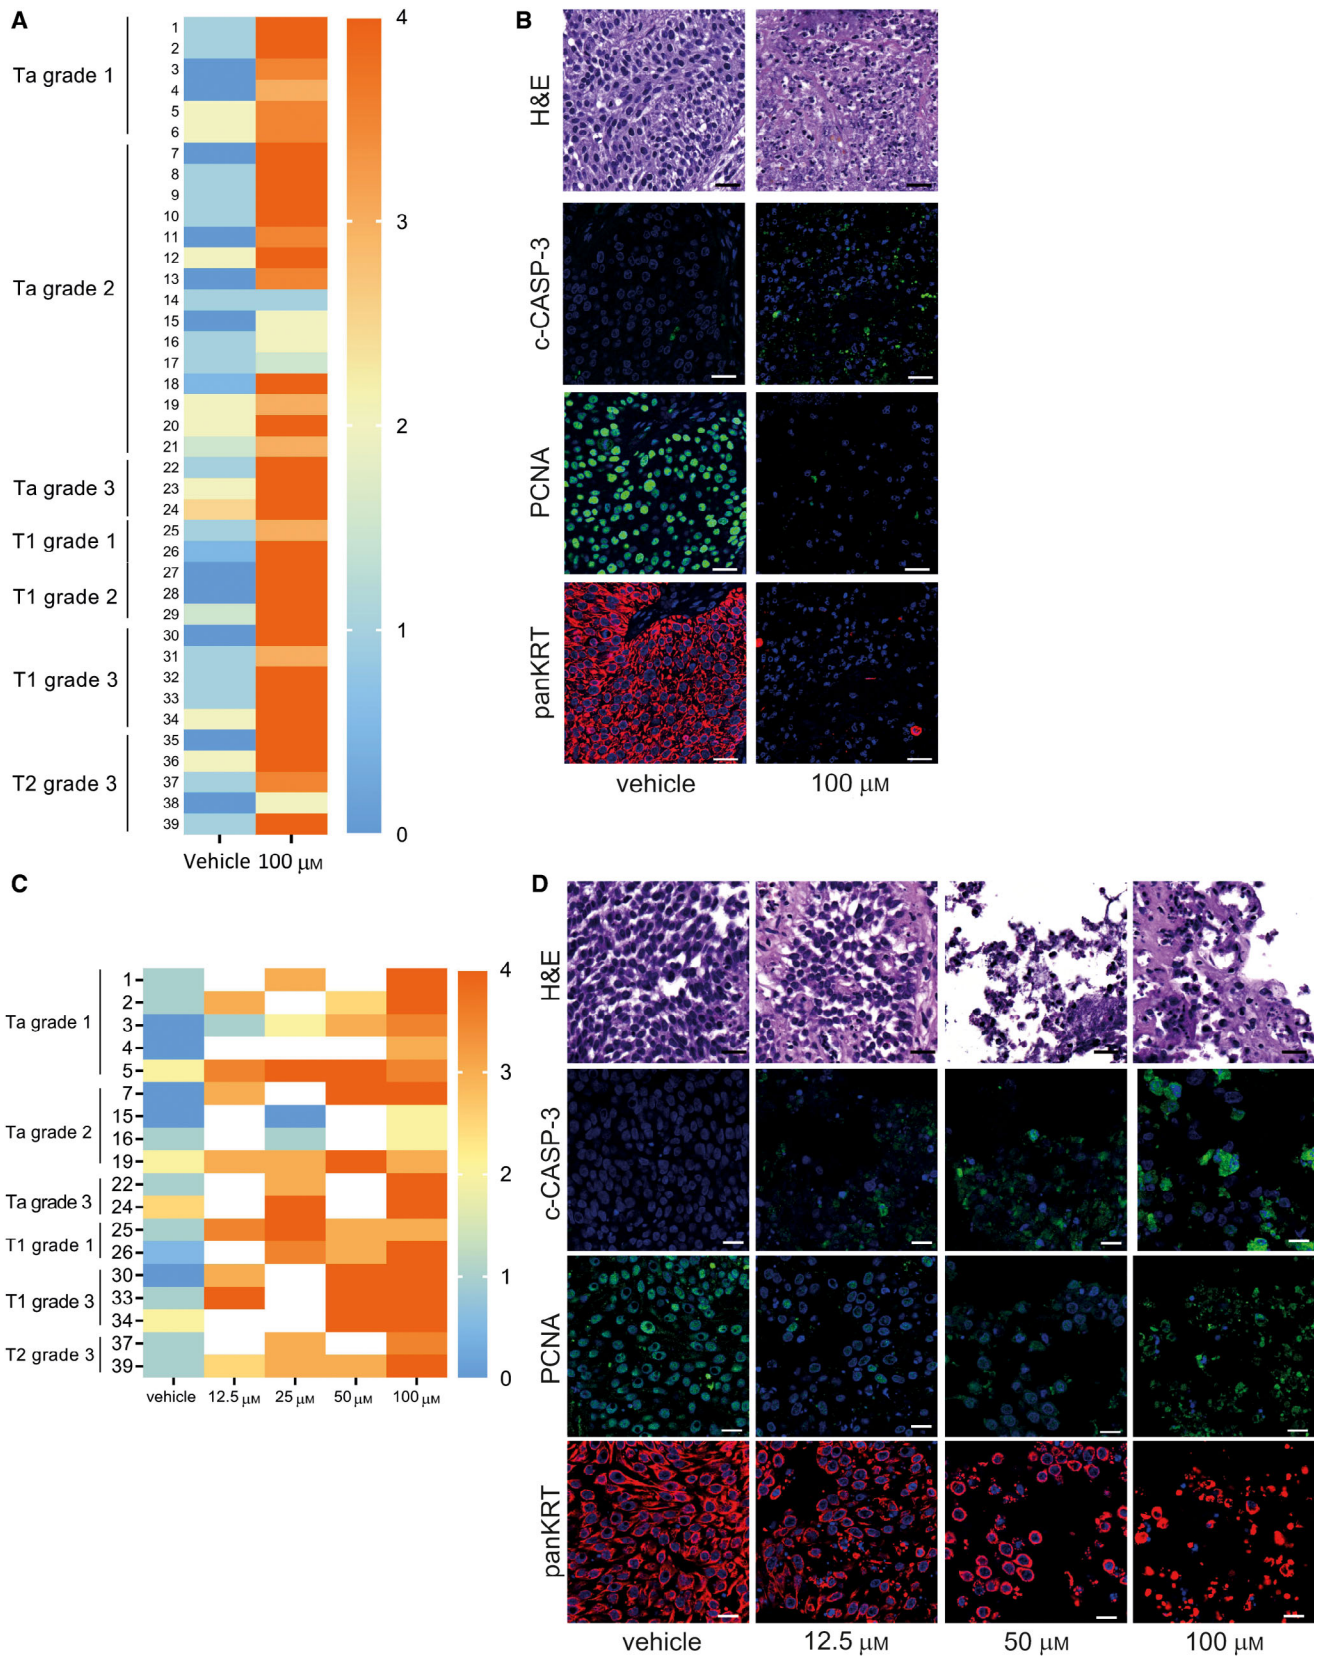 A
Ta grade 1
Ta grade 2
Ta grade 3
T1 grade 1
T1 grade 2
T1 grade 3
T2 grade 3
1
2
3
4
5
6
7
8
9
10
11
12
13
14
15
16
17
18
19
20
21
22
23
24
25
26
27
28
29
30
31
32
33
34
35
36
37
38
39
4
3
2
1
0
Vehicle 100 μM
B
H&E
c-CASP-3
PCNA
panKRT
vehicle 100 μM
C
Ta grade 1
Ta grade 2
Ta grade 3
T1 grade 1
T1 grade 3
T2 grade 3
1
2
3
4
5
7
15
16
19
22
24
25
26
30
33
34
37
39
4
3
2
1
0
vehicle 12.5 μM 25 μM 50 μM 100 μM
D
H&E
c-CASP-3
PCNA
panKRT
vehicle 12.5 μM 50 μM 100 μM